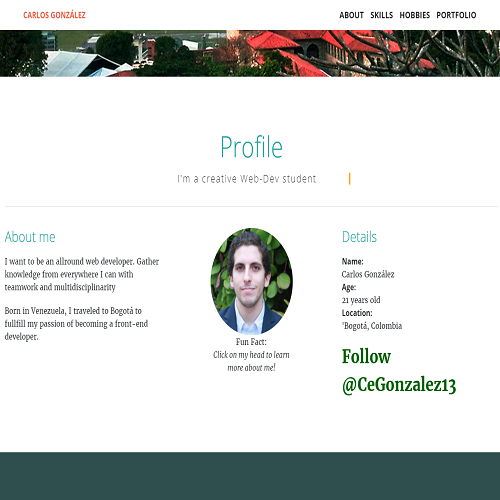 CARLOS GONZÁLEZ
ABOUT SKILLS HOBBIES PORTFOLIO
Profile
I'm a creative Web-Dev student
About me
I want to be an allround web developer. Gather
knowledge from everywhere I can with
teamwork and multidisciplinarity
Born in Venezuela, I traveled to Bogotá to
fullfill my passion of becoming a front-end
developer.
Fun Fact:
Click on my head to learn
more about me!
Details
Name:
Carlos González
Age:
21 years old
Location:
'Bogotá, Colombia
Follow
@CeGonzalez13